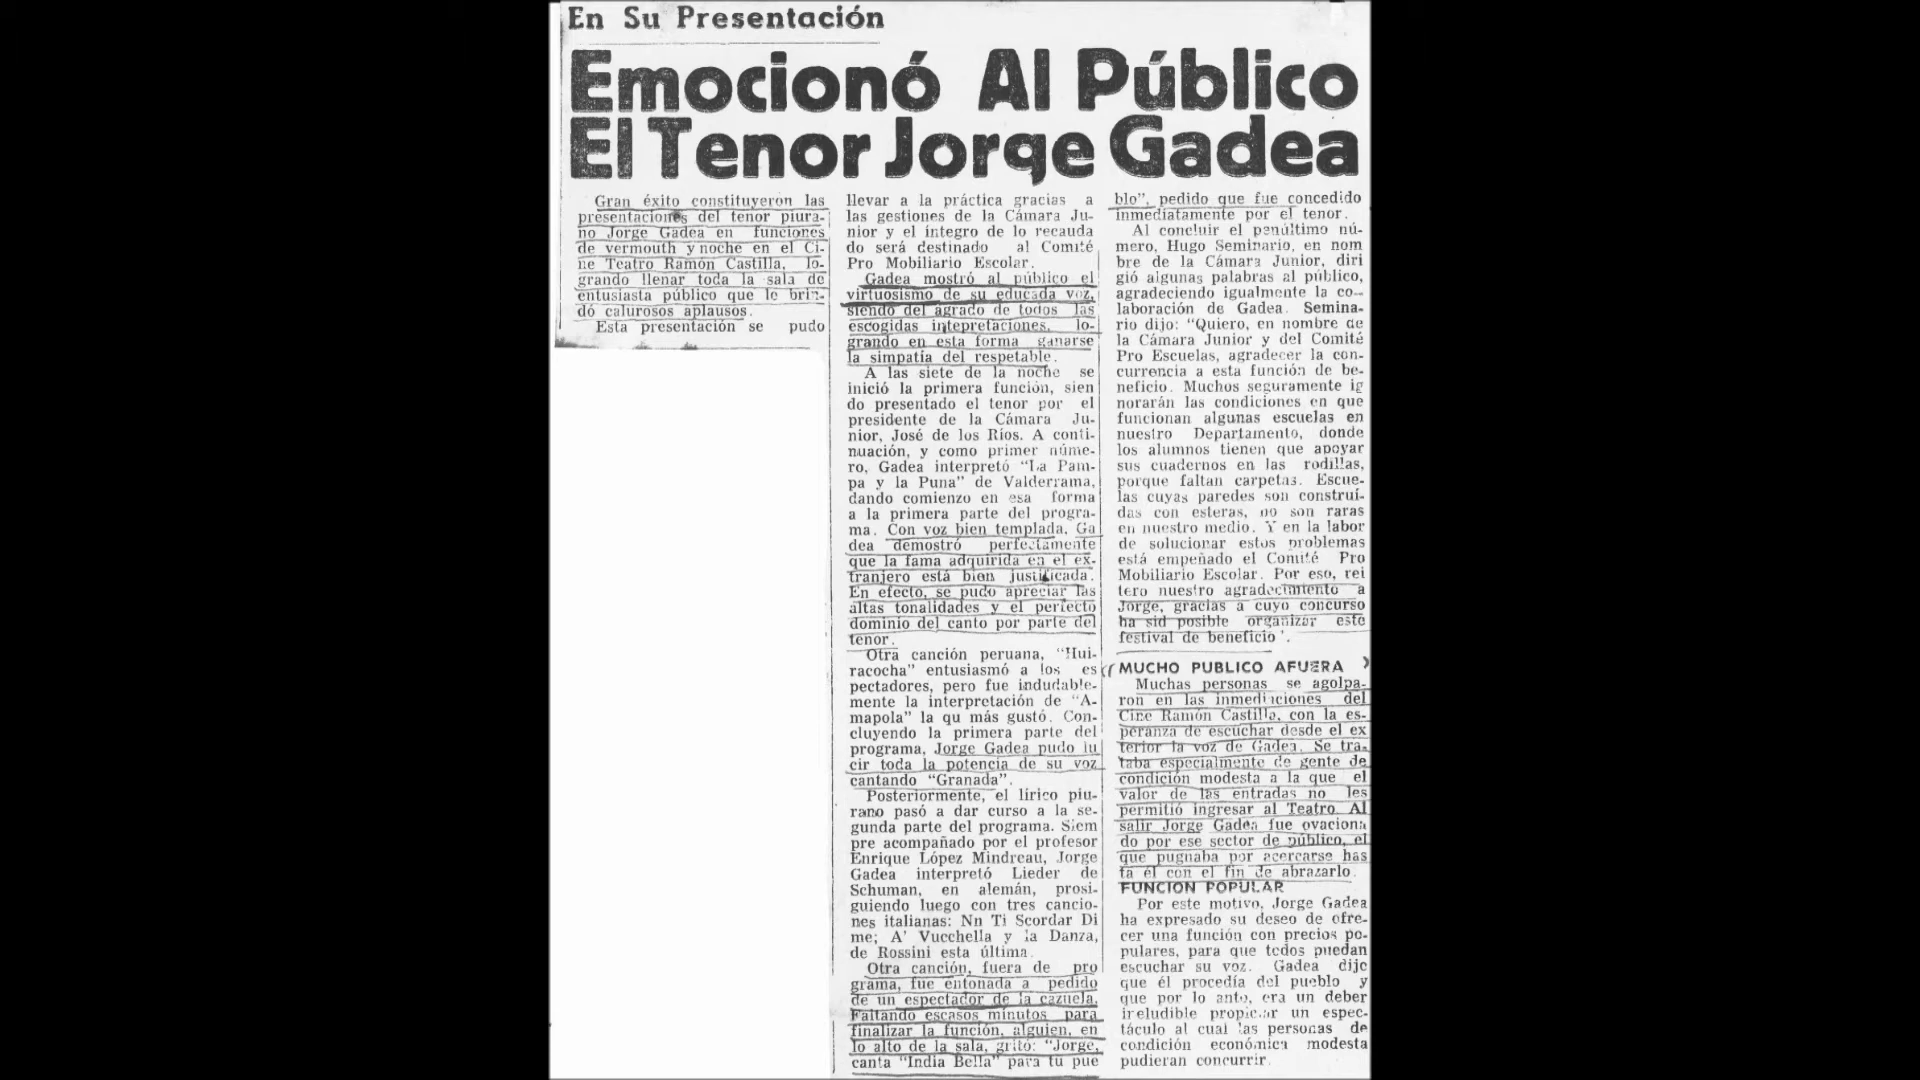 En Su Presentación
Emocionó Al Público
El Tenor Jorge Gadea
Gran éxito constituyeron las
presentaciones del tenor piura-
no Jorge Gadea en funciones
de vermouth y noche en el Ci-
ne Teatro Ramón Castilla, lo-
grando llenar toda la sala de
entusiasta público que le brin-
dó calurosos aplausos.
Esta presentación se pudo
llevar a la práctica gracias a
las gestiones de la Cámara Ju-
nior y el íntegro de lo recauda
do será destinado al Comité
Pro Mobiliario Escolar.
Gadea mostró al público el
virtuosismo de su educada voz,
siendo del agrado de todos las
escogidas intepretaciones, lo-
grando en esta forma ganarse
la simpatía del respetable.
A las siete de la noche se
inició la primera función, sien
do presentado el tenor por el
presidente de la Cámara Ju-
nior, José de los Ríos. A conti-
nuación, y como primer núme-
ro, Gadea interpretó "La Pam-
pa y la Puna" de Valderrama,
dando comienzo en esa forma
a la primera parte del progra-
ma. Con voz bien templada, Ga
dea demostró perfectamente
que la fama adquirida en el ex-
tranjero está bien justificada.
En efecto, se pudo apreciar las
altas tonalidades y el perfecto
dominio del canto por parte del
tenor.
Otra canción peruana, "Hui-
racocha" entusiasmó a los es
pectadores, pero fue indudable-
mente la interpretación de "A-
mapola" la qu más gustó. Con-
cluyendo la primera parte del
programa, Jorge Gadea pudo lu
cir toda la potencia de su voz
cantando "Granada".
Posteriormente, el lírico piu-
rano pasó a dar curso a la se-
gunda parte del programa. Siem
pre acompañado por el profesor
Enrique López Mindreau, Jorge
Gadea interpretó Lieder de
Schuman, en alemán, prosi-
guiendo luego con tres cancio-
nes italianas: Nn Ti Scordar Di
me; A' Vucchella y la Danza,
de Rossini esta última.
Otra canción, fuera de pro
grama, fue entonada a pedido
de un espectador de la cazuela.
Faltando escasos minutos para
finalizar la función, alguien, en
lo alto de la sala, gritó: "Jorge,
canta "India Bella" para tu pue
blo", pedido que fue concedido
inmediatamente por el tenor.
Al concluir el penúltimo nú-
mero, Hugo Seminario, en nom
bre de la Cámara Junior, diri
gió algunas palabras al público,
agradeciendo igualmente la co-
laboración de Gadea. Semina-
rio dijo: "Quiero, en nombre de
la Cámara Junior y del Comité
Pro Escuelas, agradecer la con-
currencia a esta función de be-
neficio. Muchos seguramente ig
norarán las condiciones en que
funcionan algunas escuelas en
nuestro Departamento, donde
los alumnos tienen que apoyar
sus cuadernos en las rodillas,
porque faltan carpetas. Escue-
las cuyas paredes son construí-
das con esteras, no son raras
en nuestro medio. Y en la labor
de solucionar estos problemas
está empeñado el Comité Pro
Mobiliario Escolar. Por eso, rei
tero nuestro agradecimiento a
Jorge, gracias a cuyo concurso
ha sid posible organizar este
festival de beneficio'.
MUCHO PUBLICO AFUERA
Muchas personas se agolpa-
ron en las inmediaciones del
Cine Ramón Castilla, con la es-
peranza de escuchar desde el ex
terior la voz de Gadea. Se tra-
taba especialmente de gente de
condición modesta a la que el
valor de las entradas no les
permitió ingresar al Teatro. Al
salir Jorge Gadea fue ovaciona
do por ese sector de público, el
que pugnaba por acercarse has
ta él con el fin de abrazarlo.
FUNCION POPULAR
Por este motivo, Jorge Gadea
ha expresado su deseo de ofre-
cer una función con precios po-
pulares, para que todos puedan
escuchar su voz. Gadea dijo
que él procedía del pueblo y
que por lo anto, era un deber
ireludible propiciar un espec-
táculo al cual las personas de
condición económica modesta
pudieran concurrir.